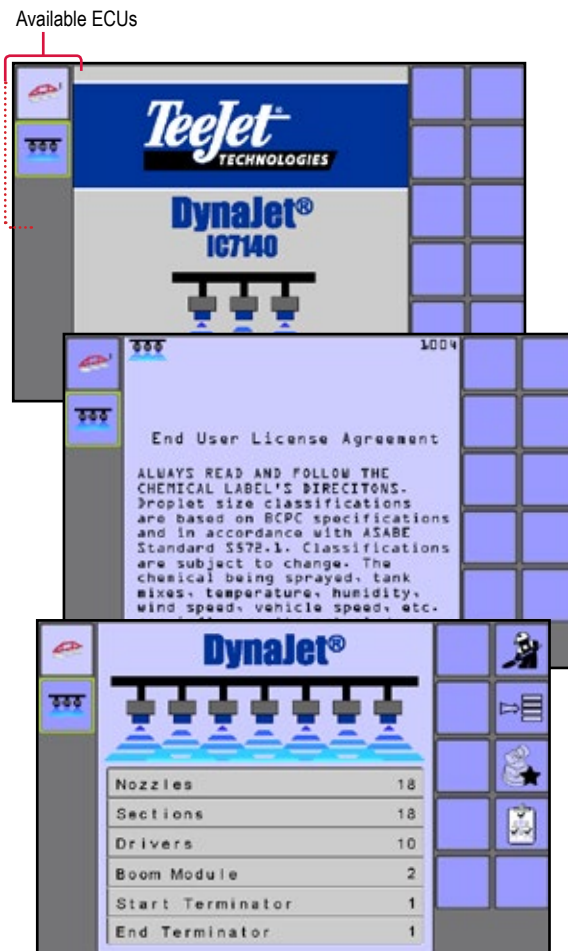 Available ECUs
TeeJet®
TECHNOLOGIES
DynaJet®
IC7140
1004
End User License Agreement
ALWAYS READ AND FOLLOW THE
CHEMICAL LABEL'S DIRECITONS.
Droplet size classifications
are based on BCPC specifications
and in accordance with ASABE
Standard S572.1. Classifications
are subject to change. The
chemical being sprayed, tank
mixes, temperature, humidity,
wind speed, vehicle speed, etc.
DynaJet®
Nozzles 18
Sections 18
Drivers 10
Boom Module 2
Start Terminator 1
End Terminator 1